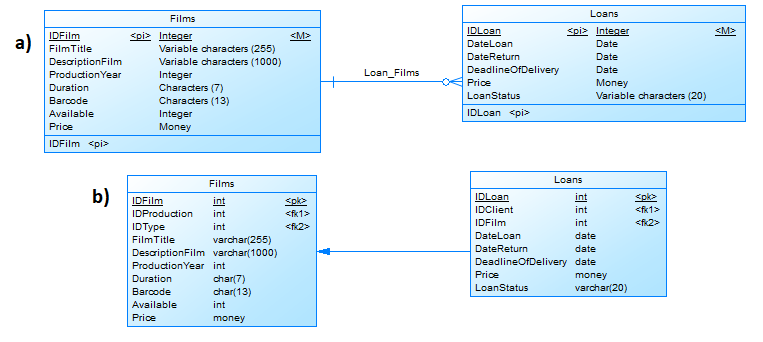 a)
Films
IDFilm <pi> Integer <M>
FilmTitle Variable characters (255)
DescriptionFilm Variable characters (1000)
ProductionYear Integer
Duration Characters (7)
Barcode Characters (13)
Available Integer
Price Money
IDFilm <pi>
Loan_Films
Loans
IDLoan <pi> Integer <M>
DateLoan Date
DateReturn Date
DeadlineOfDelivery Date
Price Money
LoanStatus Variable characters (20)
IDLoan <pi>
b)
Films
IDFilm int <pk>
IDProduction int <fk1>
IDType int <fk2>
FilmTitle varchar(255)
DescriptionFilm varchar(1000)
ProductionYear int
Duration char(7)
Barcode char(13)
Available int
Price money
Loans
IDLoan int <pk>
IDClient int <fk1>
IDFilm int <fk2>
DateLoan date
DateReturn date
DeadlineOfDelivery date
Price money
LoanStatus varchar(20)